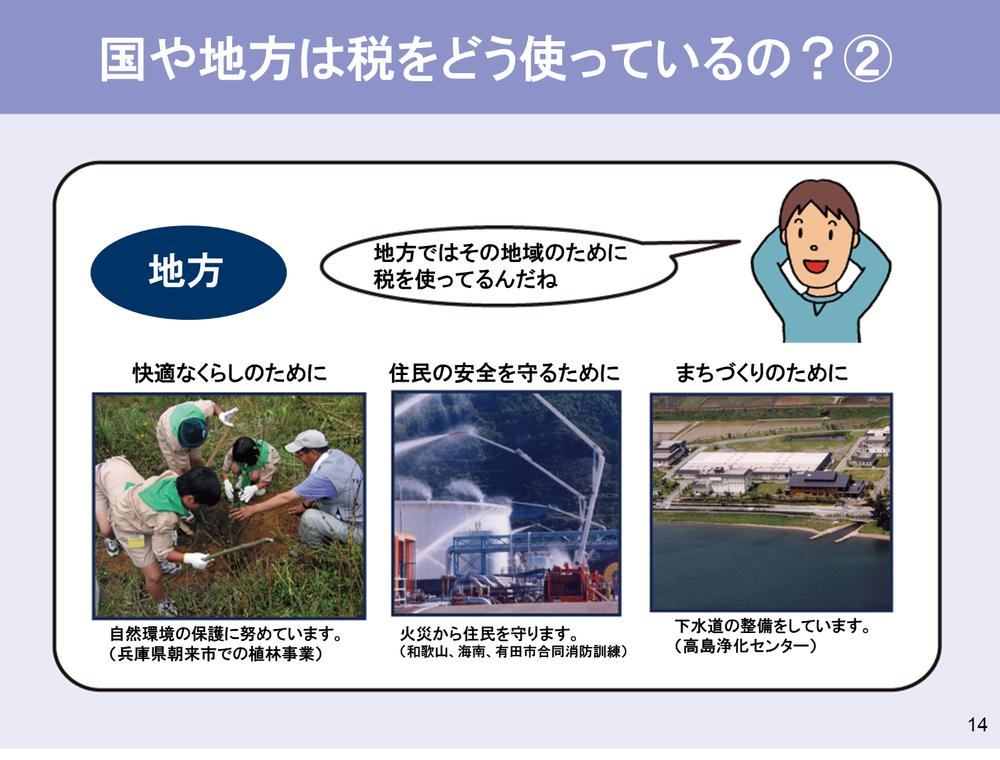 国や地方は税をどう使っているの？②
地方
地方ではその地域のために
税を使ってるんだね
快適なくらしのために
住民の安全を守るために
まちづくりのために
自然環境の保護に努めています。
（兵庫県朝来市での植林事業）
火災から住民を守ります。
（和歌山、海南、有田市合同消防訓練）
下水道の整備をしています。
（高島浄化センター）
14